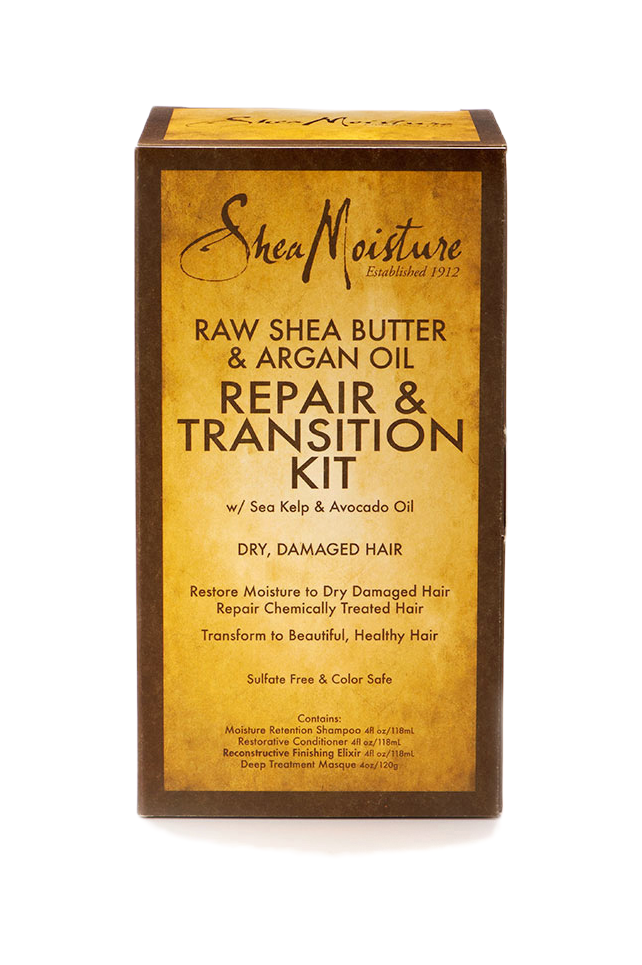 SheaMoisture
SheaMoisture
Established 1912
RAW SHEA BUTTER
& ARGAN OIL
REPAIR &
TRANSITION
KIT
w/ Sea Kelp & Avocado Oil
DRY, DAMAGED HAIR
Restore Moisture to Dry Damaged Hair
Repair Chemically Treated Hair
Transform to Beautiful, Healthy Hair
Sulfate Free & Color Safe
Contains:
Moisture Retention Shampoo 4fl oz/118mL
Restorative Conditioner 4fl oz/118mL
Reconstructive Finishing Elixir 4fl oz/118mL
Deep Treatment Masque 4oz/120g